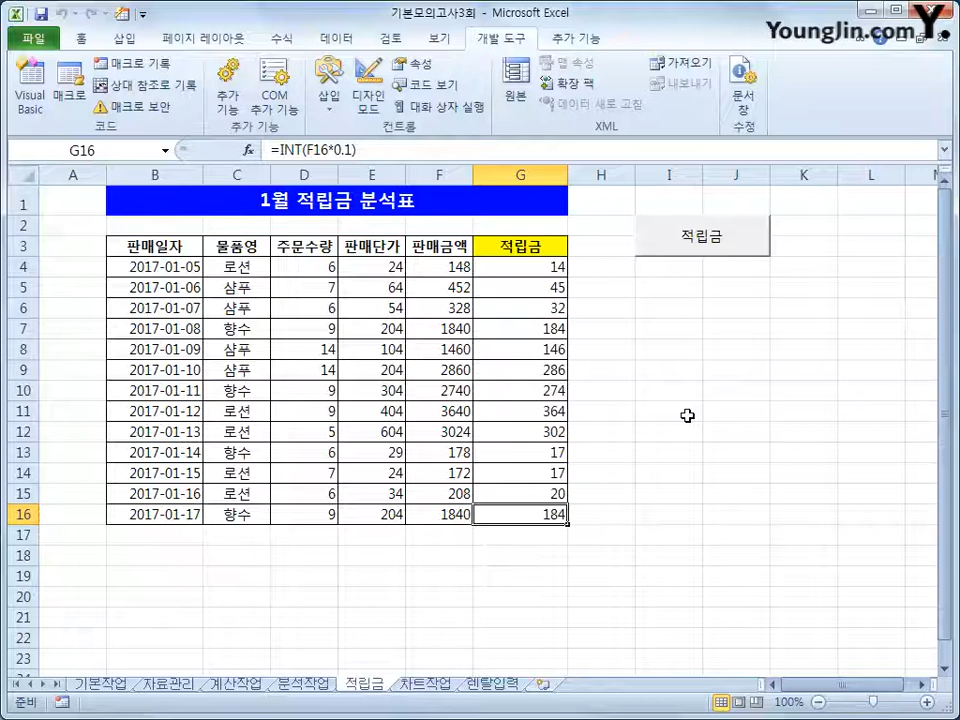 기본모의고사3회 - Microsoft Excel
Younglin.com Y.
파일 홈 삽입 페이지 레이아웃 수식 데이터 검토 보기 개발 도구 추가 기능
Visual Basic
매크로
매크로 기록
상대 참조로 기록
매크로 보안
코드
추가 기능
COM 추가 기능
추가 기능
삽입
디자인 모드
속성
코드 보기
대화 상자 실행
컨트롤
원본
맵 속성
확장 팩
데이터 새로 고침
가져오기
내보내기
XML
문서 창
수정
G16 fx =INT(F16*0.1)
A B C D E F G H I J K L
1 1월 적립금 분석표
2 적립금
3 판매일자 물품영 주문수량 판매단가 판매금액 적립금
4 2017-01-05 로션 6 24 148 14
5 2017-01-06 샴푸 7 64 452 45
6 2017-01-07 샴푸 6 54 328 32
7 2017-01-08 향수 9 204 1840 184
8 2017-01-09 샴푸 14 104 1460 146
9 2017-01-10 샴푸 14 204 2860 286
10 2017-01-11 향수 9 304 2740 274
11 2017-01-12 로션 9 404 3640 364
12 2017-01-13 로션 5 604 3024 302
13 2017-01-14 향수 6 29 178 17
14 2017-01-15 로션 7 24 172 17
15 2017-01-16 로션 6 34 208 20
16 2017-01-17 향수 9 204 1840 184
17
18
19
20
21
22
23
기본작업 자료관리 계산작업 분석작업 적립금 차트작업 렌탈입력
준비 100%